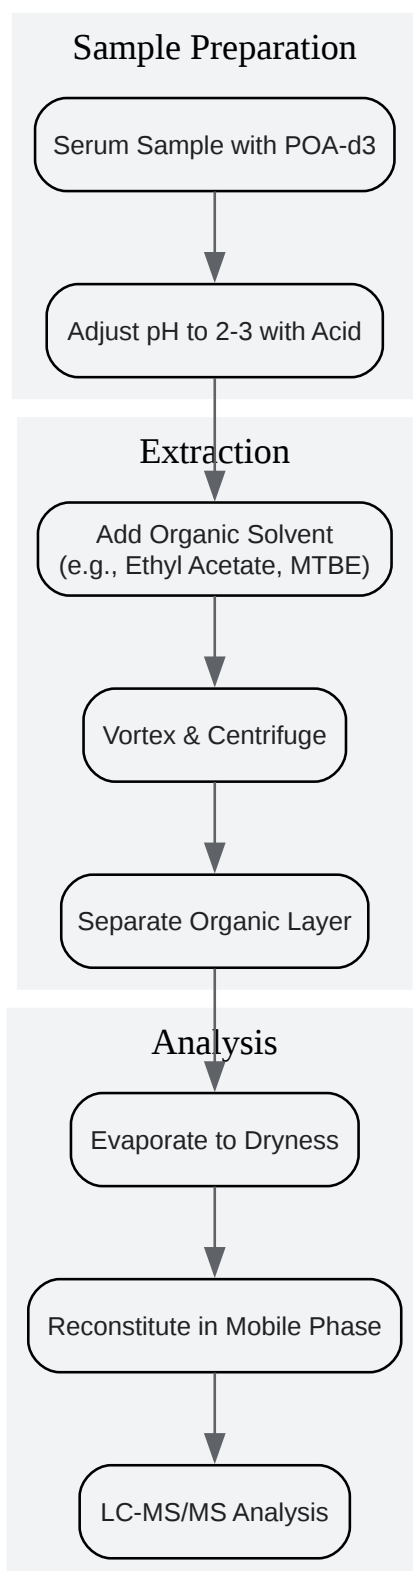 Sample Preparation
Serum Sample with POA-d3
Adjust pH to 2-3 with Acid
Extraction
Add Organic Solvent
(e.g., Ethyl Acetate, MTBE)
Vortex & Centrifuge
Separate Organic Layer
Analysis
Evaporate to Dryness
Reconstitute in Mobile Phase
LC-MS/MS Analysis